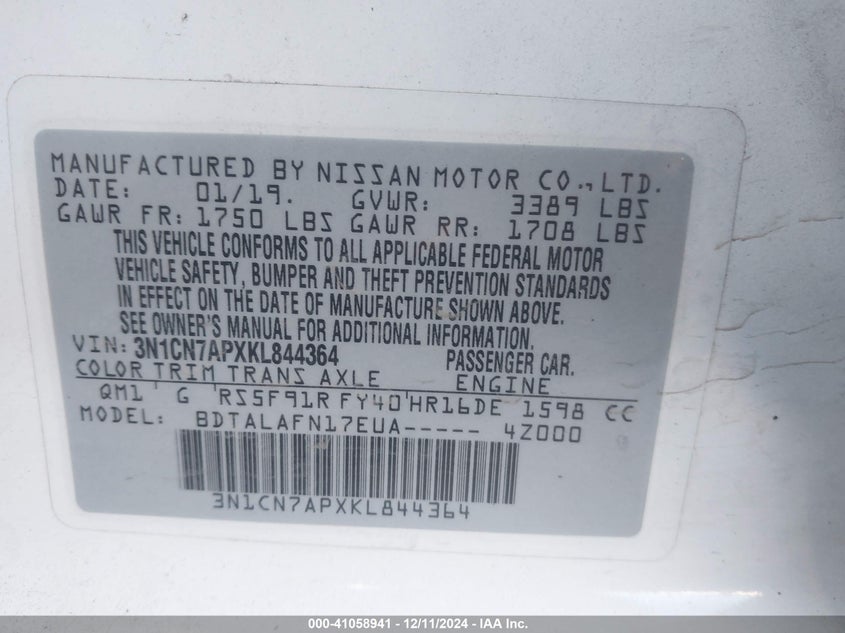 MANUFACTURED BY NISSAN MOTOR CO., LTD.
DATE: 01/19. GVWR: 3389 LBS
GAWR FR: 1750 LBS GAWR RR: 1708 LBS
THIS VEHICLE CONFORMS TO ALL APPLICABLE FEDERAL MOTOR
VEHICLE SAFETY, BUMPER AND THEFT PREVENTION STANDARDS
IN EFFECT ON THE DATE OF MANUFACTURE SHOWN ABOVE.
SEE OWNER'S MANUAL FOR ADDITIONAL INFORMATION.
VIN: 3N1CN7APXKL844364 PASSENGER CAR.
COLOR TRIM TRANS AXLE ENGINE
QM1 ' G 'RS5F91R FY40'HR16DE 1598 CC
MODEL: BDTALAFN17EUA----- 4Z000
3N1CN7APXKL844364
000-41058941 - 12/11/2024 - IAA Inc.